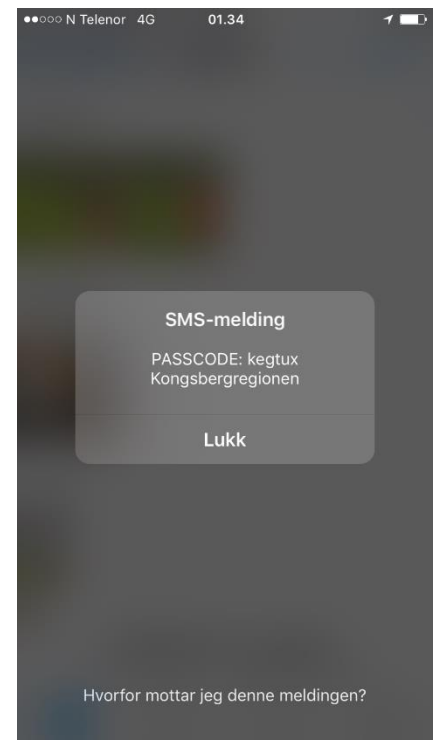 N Telenor 4G 01.34
SMS-melding
PASSCODE: kegtux
Kongsbergregionen
Lukk
Hvorfor mottar jeg denne meldingen?